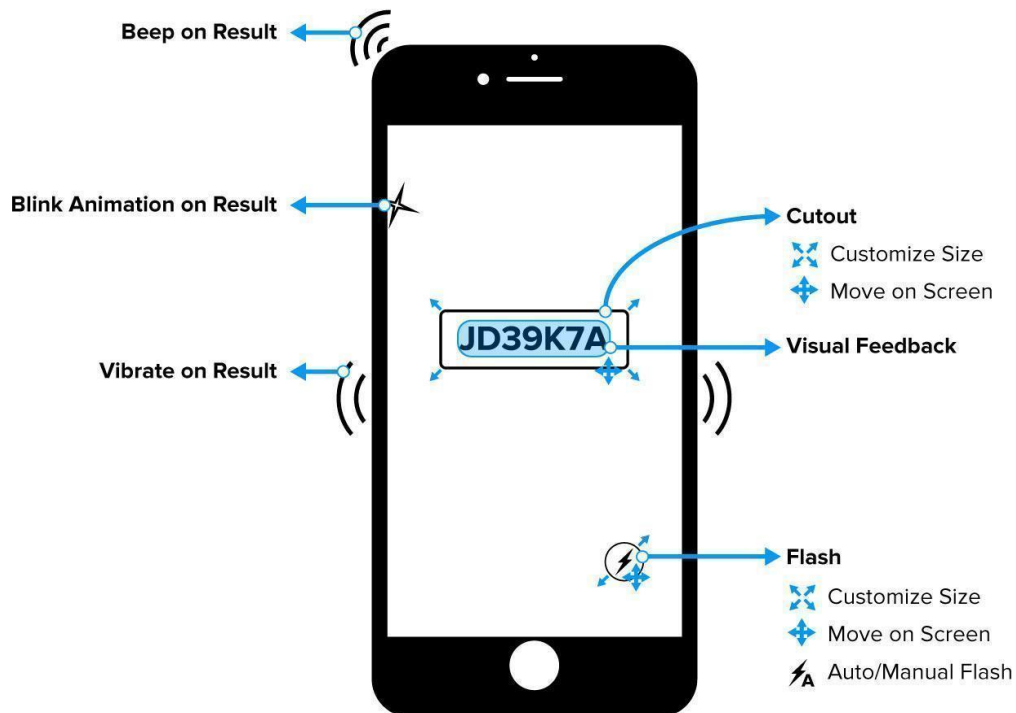 Beep on Result
Blink Animation on Result
Vibrate on Result
JD39K7A
Cutout
Customize Size
Move on Screen
Visual Feedback
Flash
Customize Size
Move on Screen
A Auto/Manual Flash